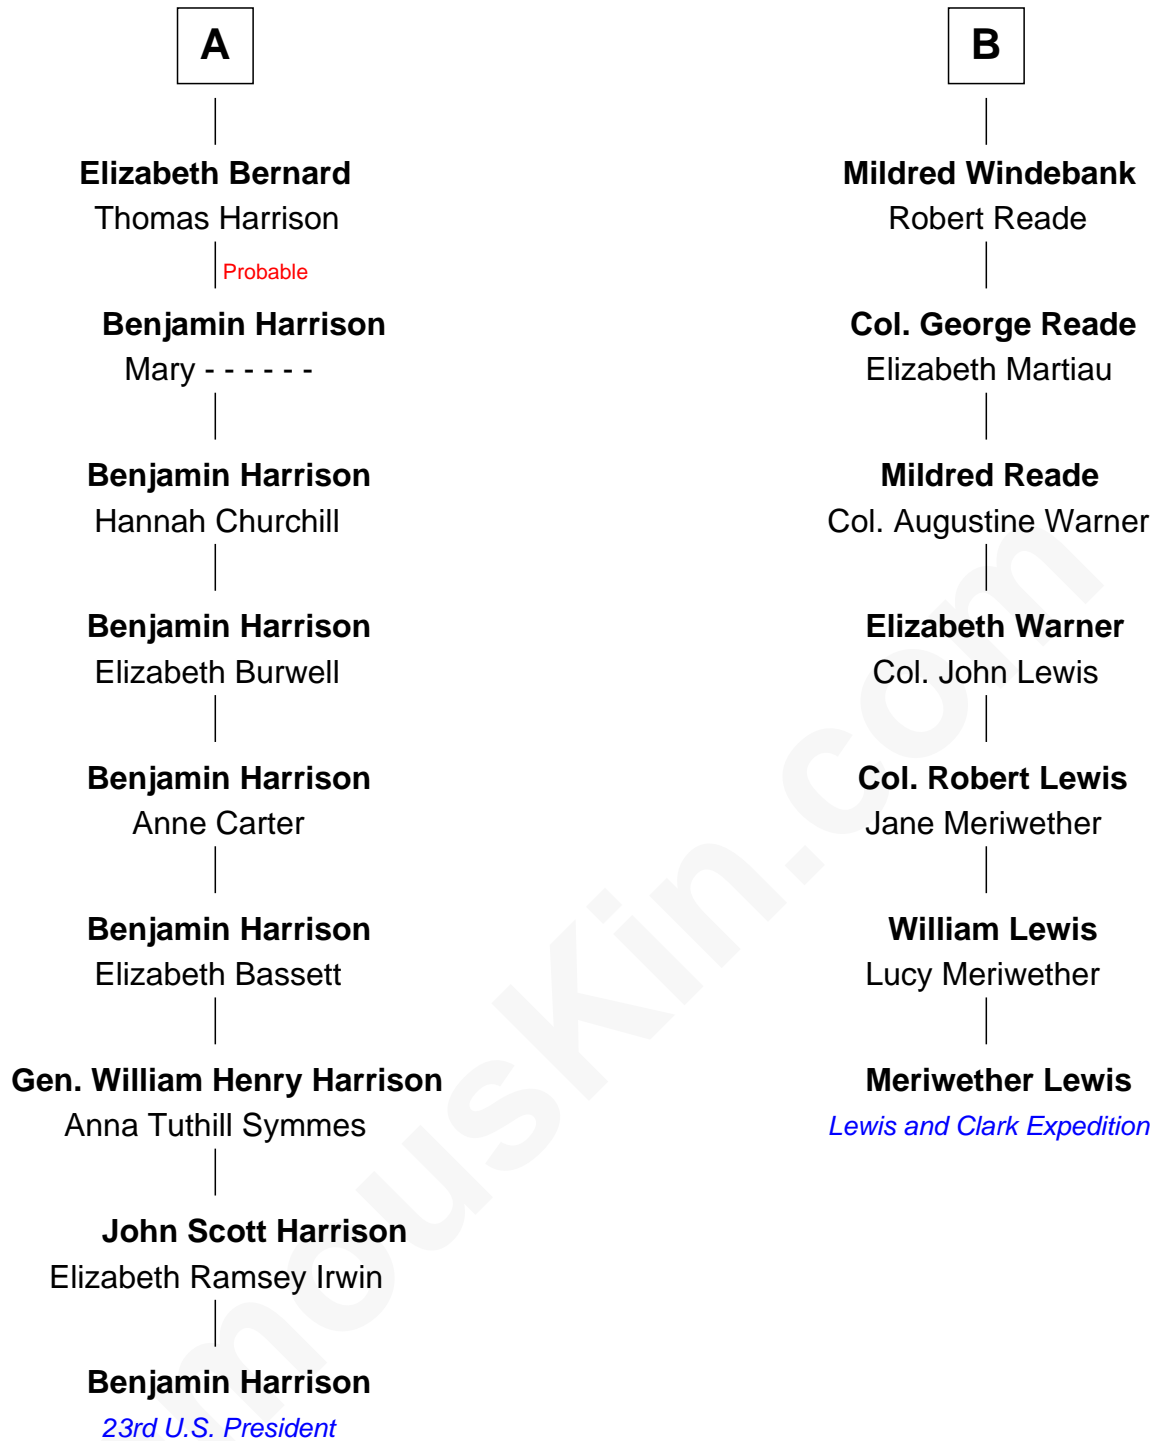 A
Elizabeth Bernard
Thomas Harrison
Probable
Benjamin Harrison
Mary - - - - - -
Benjamin Harrison
Hannah Churchill
Benjamin Harrison
Elizabeth Burwell
Benjamin Harrison
Anne Carter
Benjamin Harrison
Elizabeth Bassett
Gen. William Henry Harrison
Anna Tuthill Symmes
John Scott Harrison
Elizabeth Ramsey Irwin
Benjamin Harrison
23rd U.S. President
B
Mildred Windebank
Robert Reade
Col. George Reade
Elizabeth Martiau
Mildred Reade
Col. Augustine Warner
Elizabeth Warner
Col. John Lewis
Col. Robert Lewis
Jane Meriwether
William Lewis
Lucy Meriwether
Meriwether Lewis
Lewis and Clark Expedition
mousKin.com